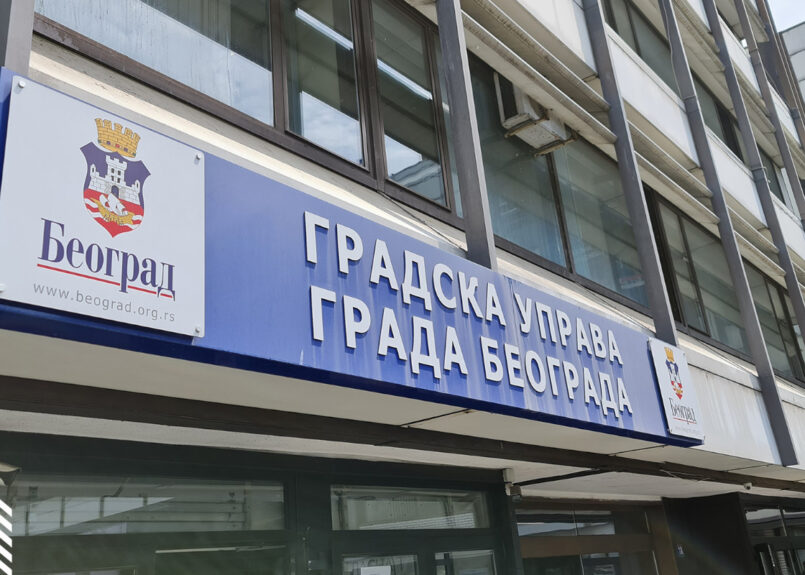 Београд
www.beograd.org.rs
ГРАДСКА УПРАВА
ГРАДА БЕОГРАДА
Београд